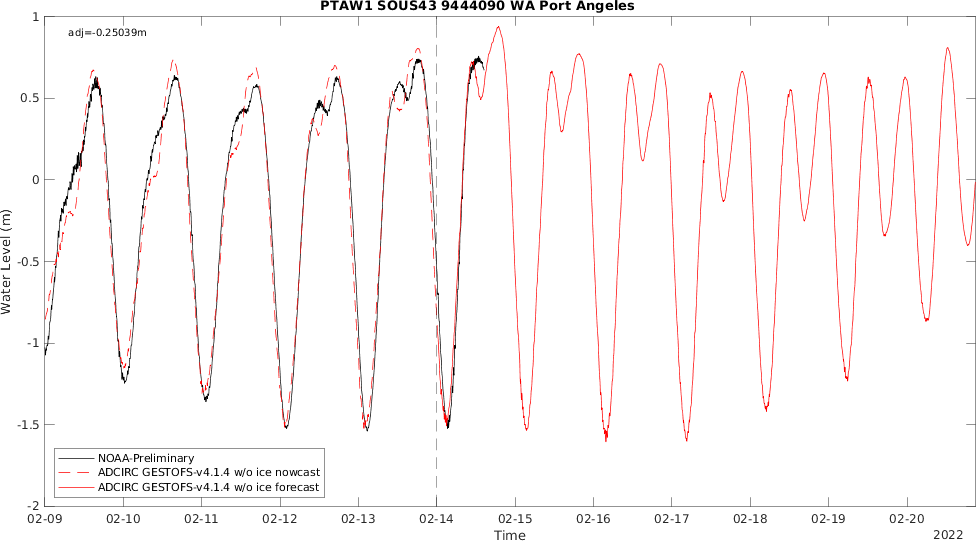 PTAW1 SOUS43 9444090 WA Port Angeles
adj=-0.25039m
1
0.5
0
-0.5
-1
-1.5
-2
Water Level (m)
NOAA-Preliminary
ADCIRC GESTOFS-v4.1.4 w/o ice nowcast
ADCIRC GESTOFS-v4.1.4 w/o ice forecast
02-09 02-10 02-11 02-12 02-13 02-14 02-15 02-16 02-17 02-18 02-19 02-20
Time
2022